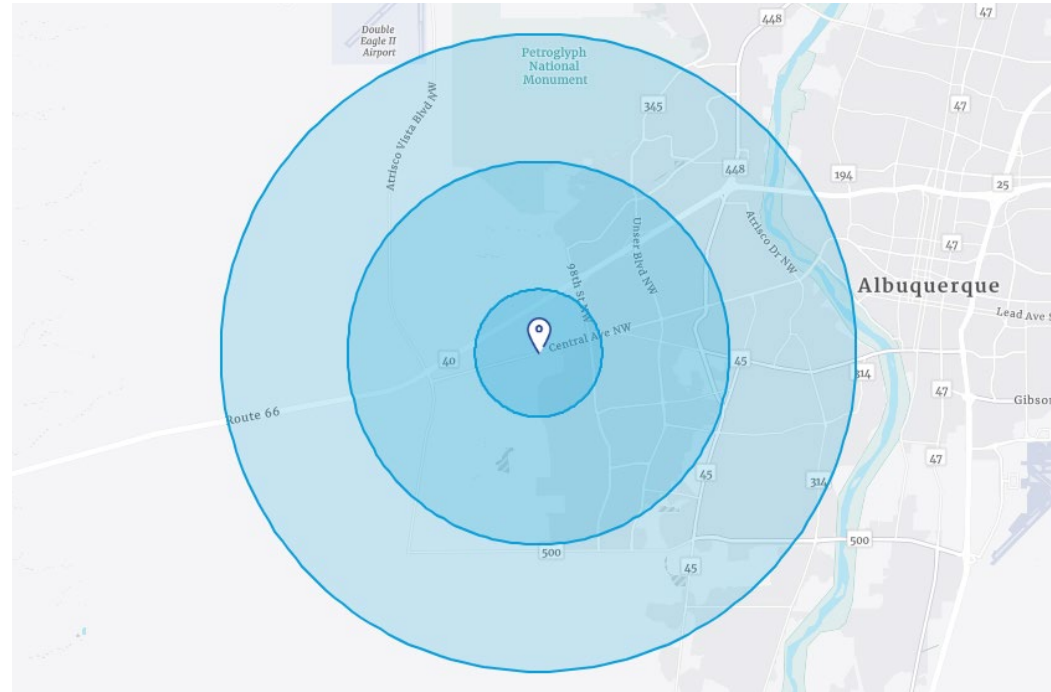 448
47
Double
Eagle II
Airport
Petroglyph
National
Monument
345
47
47
Atrisco Vista Blvd NW
448
194
25
Atrisco Dr NW
Unser Blvd NW
47
98th St NW
Albuquerque
Lead Ave S
Central Ave NW
40
45
314
47
Gibson
Route 66
47
45
314
500
500
45